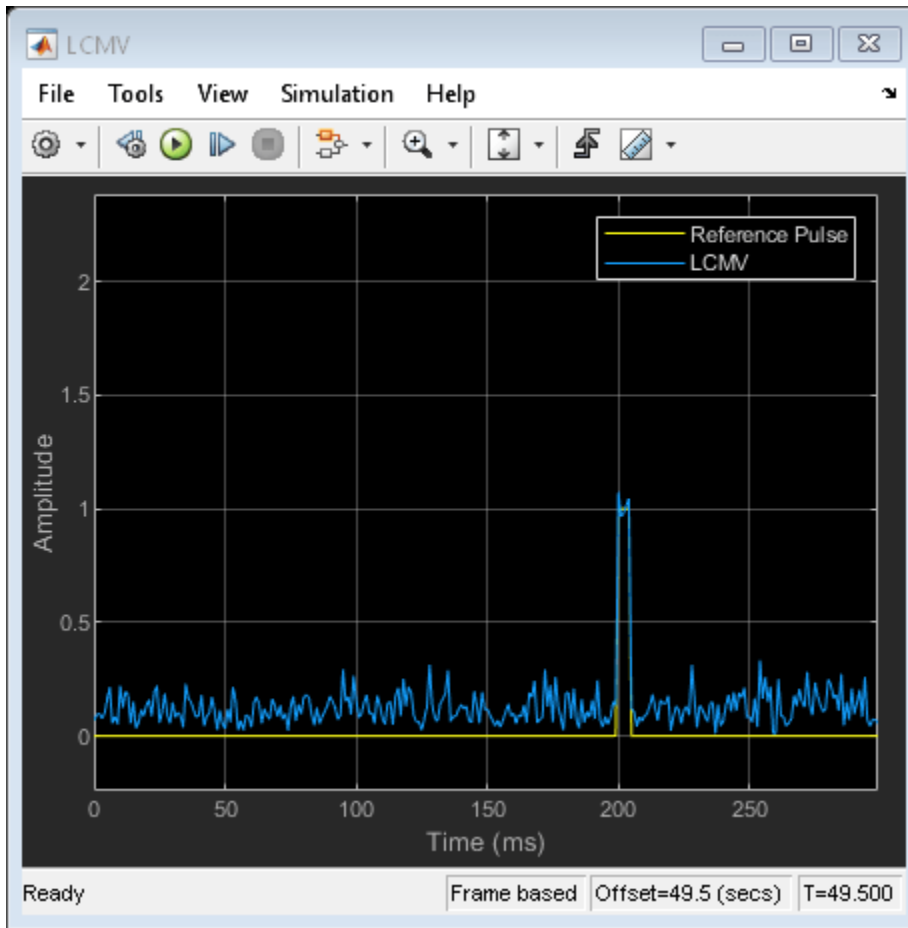 LCMV
File Tools View Simulation Help
Reference Pulse
LCMV
2
1.5
1
0.5
0
Amplitude
0 50 100 150 200 250
Time (ms)
Ready Frame based Offset=49.5 (secs) T=49.500